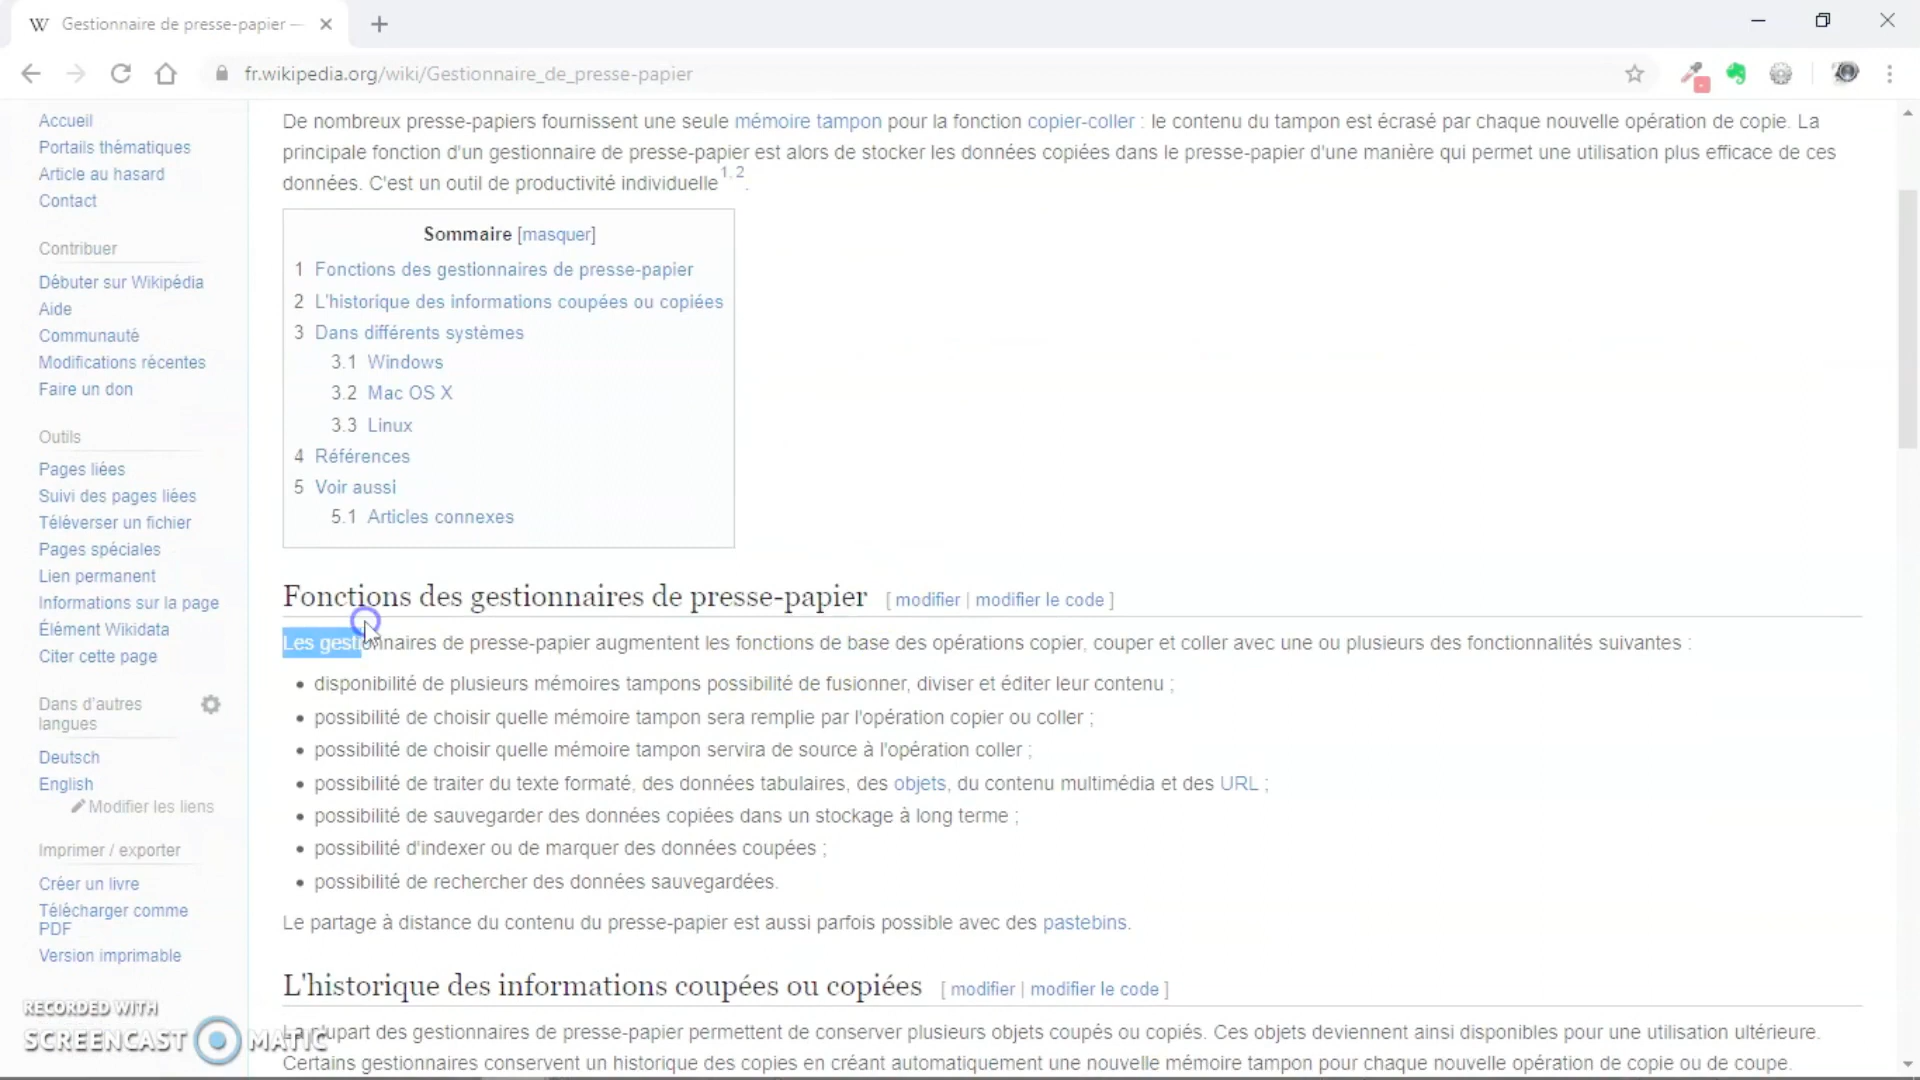 Gestionnaire de presse-papier —
fr.wikipedia.org/wiki/Gestionnaire_de_presse-papier
Accueil
Portails thématiques
Article au hasard
Contact
Contribuer
Débuter sur Wikipédia
Aide
Communauté
Modifications récentes
Faire un don
Outils
Pages liées
Suivi des pages liées
Téléverser un fichier
Pages spéciales
Lien permanent
Informations sur la page
Élément Wikidata
Citer cette page
Dans d'autres
langues
Deutsch
English
Modifier les liens
Imprimer / exporter
Créer un livre
Télécharger comme
PDF
Version imprimable
De nombreux presse-papiers fournissent une seule mémoire tampon pour la fonction copier-coller : le contenu du tampon est écrasé par chaque nouvelle opération de copie. La
principale fonction d'un gestionnaire de presse-papier est alors de stocker les données copiées dans le presse-papier d'une manière qui permet une utilisation plus efficace de ces
données. C'est un outil de productivité individuelle 1, 2.
Sommaire [masquer]
1 Fonctions des gestionnaires de presse-papier
2 L'historique des informations coupées ou copiées
3 Dans différents systèmes
3.1 Windows
3.2 Mac OS X
3.3 Linux
4 Références
5 Voir aussi
5.1 Articles connexes
Fonctions des gestionnaires de presse-papier [ modifier | modifier le code ]
Les gestionnaires de presse-papier augmentent les fonctions de base des opérations copier, couper et coller avec une ou plusieurs des fonctionnalités suivantes :
• disponibilité de plusieurs mémoires tampons possibilité de fusionner, diviser et éditer leur contenu ;
• possibilité de choisir quelle mémoire tampon sera remplie par l'opération copier ou coller ;
• possibilité de choisir quelle mémoire tampon servira de source à l'opération coller ;
• possibilité de traiter du texte formaté, des données tabulaires, des objets, du contenu multimédia et des URL ;
• possibilité de sauvegarder des données copiées dans un stockage à long terme ;
• possibilité d'indexer ou de marquer des données coupées ;
• possibilité de rechercher des données sauvegardées.
Le partage à distance du contenu du presse-papier est aussi parfois possible avec des pastebins.
L'historique des informations coupées ou copiées [ modifier | modifier le code ]
La plupart des gestionnaires de presse-papier permettent de conserver plusieurs objets coupés ou copiés. Ces objets deviennent ainsi disponibles pour une utilisation ultérieure.
Certains gestionnaires conservent un historique des copies en créant automatiquement une nouvelle mémoire tampon pour chaque nouvelle opération de copie ou de coupe.
RECORDED WITH
SCREENCAST MATIC